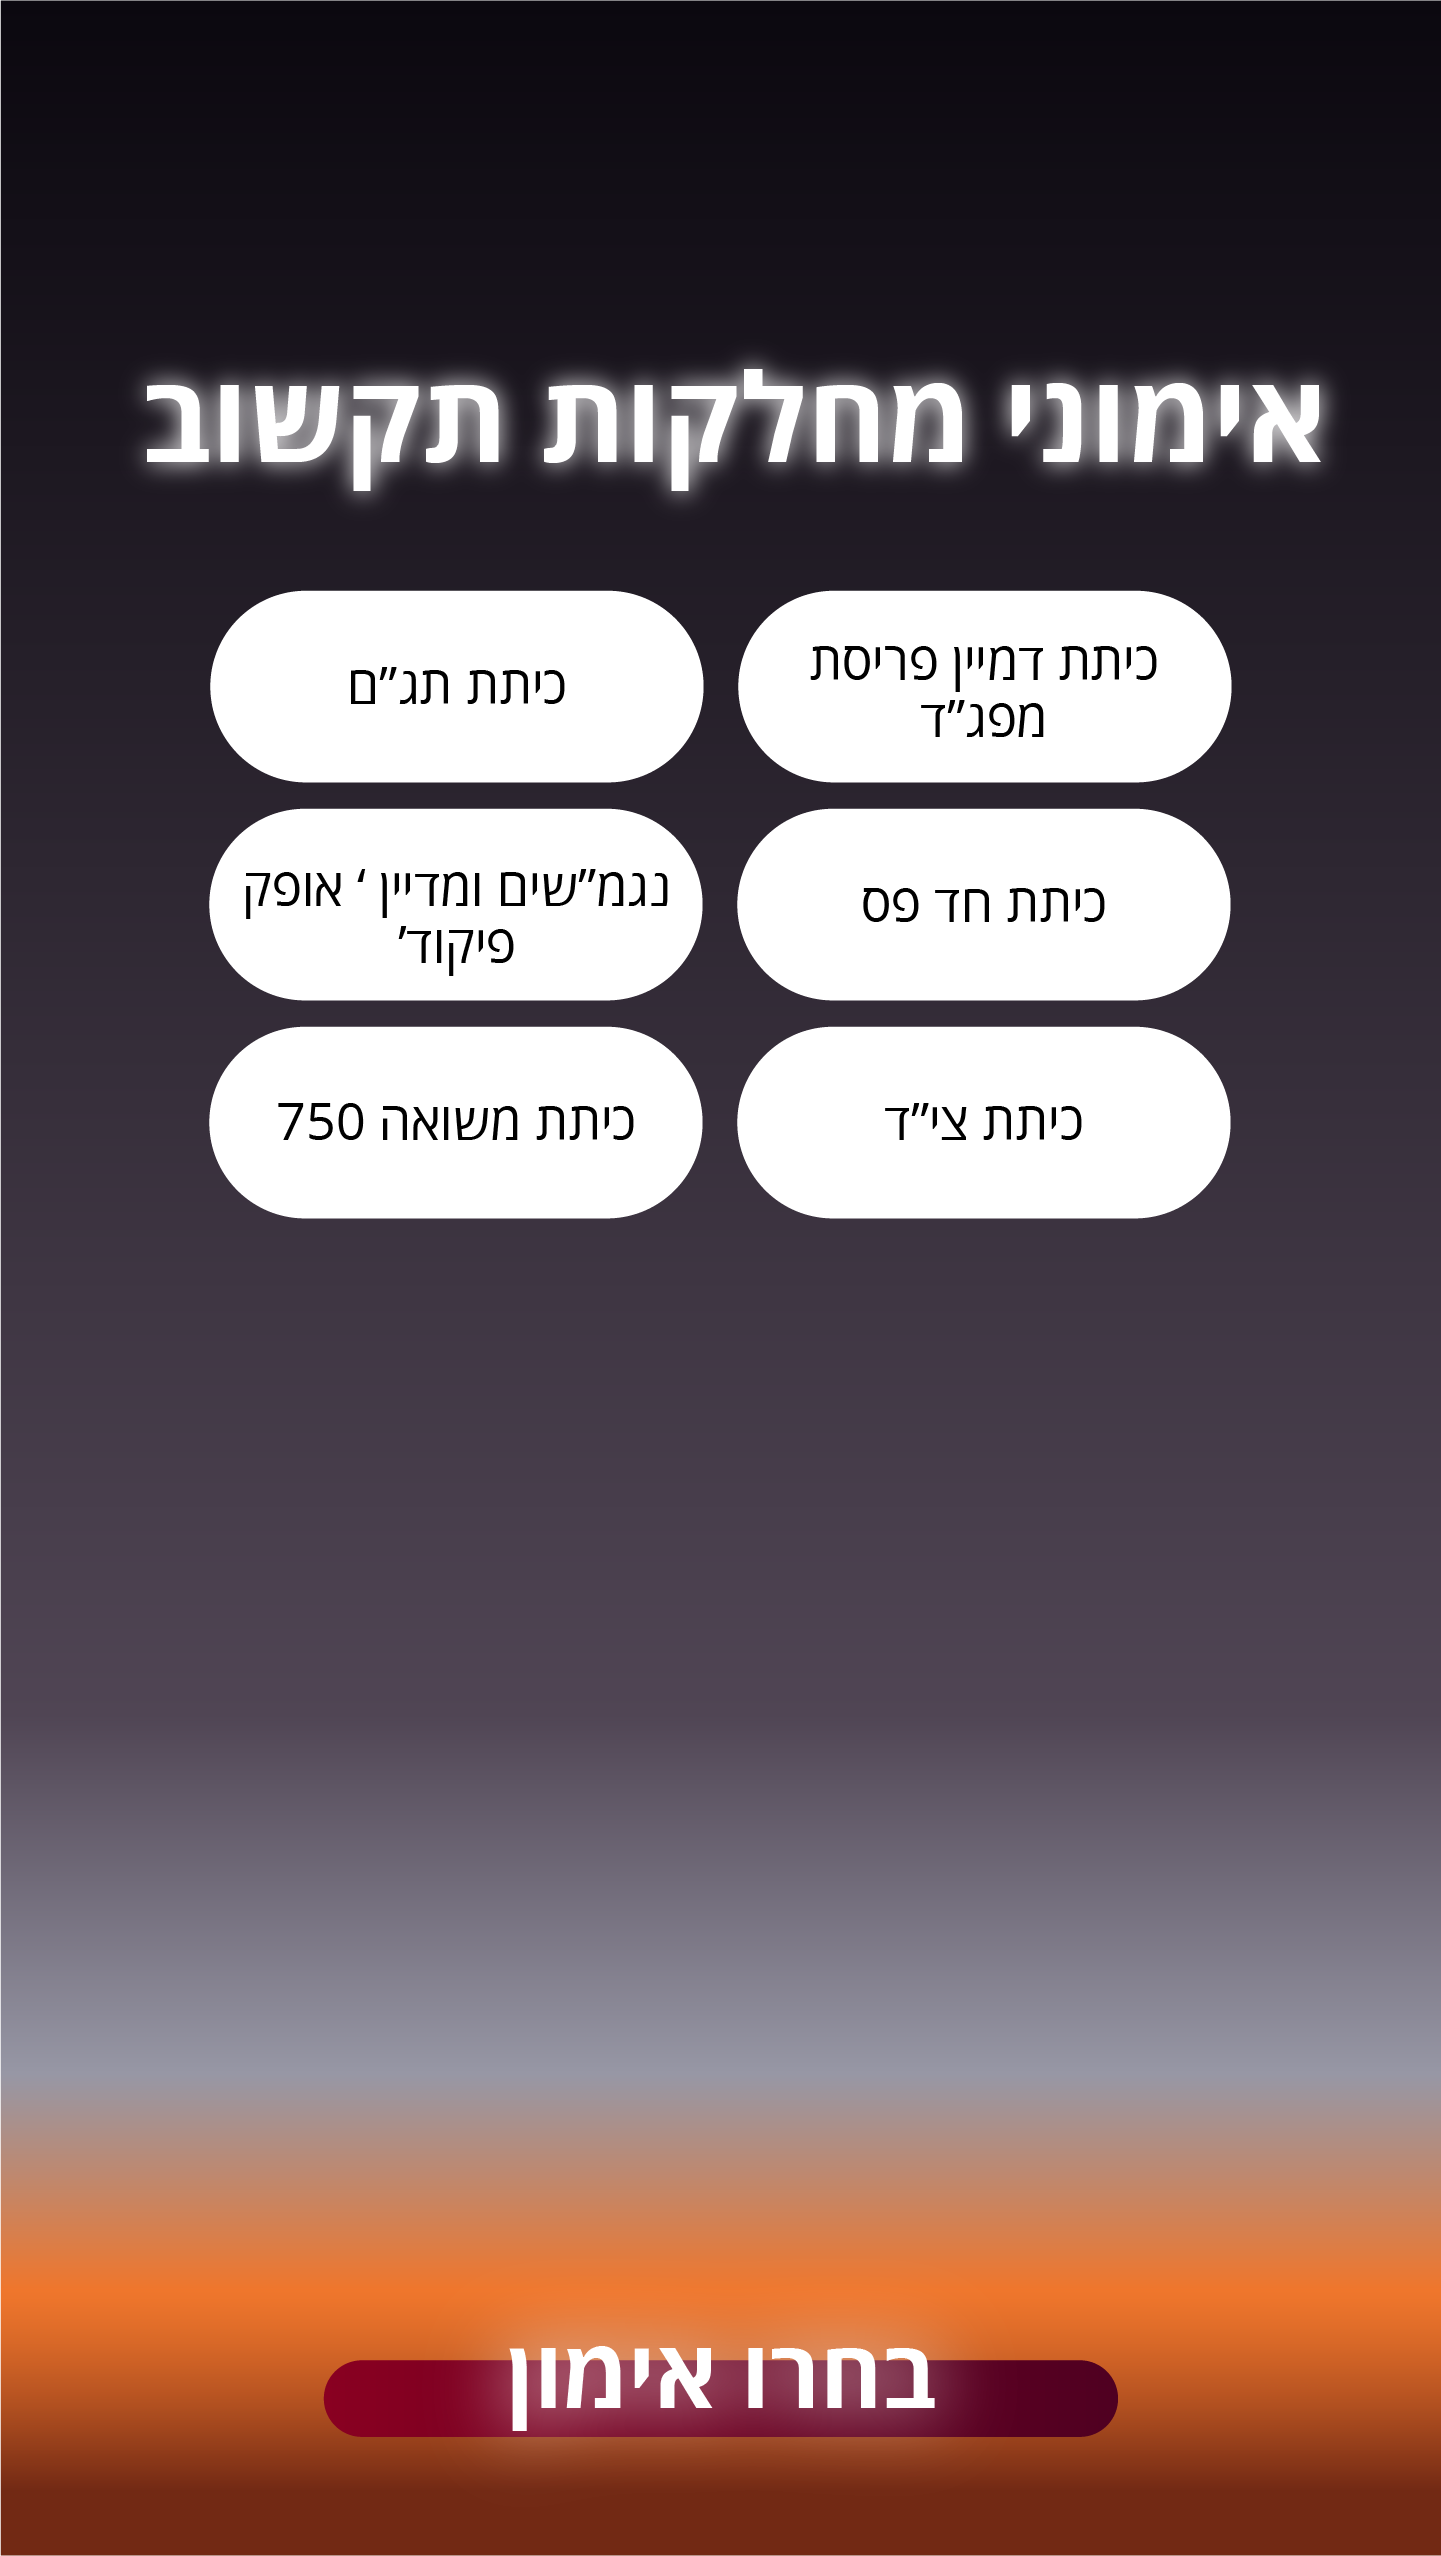 אימוני מחלקות תקשוב
כיתת דמיין פריסת
מפג״ד
כיתת תג״ם
כיתת חד פס
נגמ״שים ומדיין ‘ אופק
פיקוד’
כיתת צי״ד
כיתת משואה 750
בחרו אימון